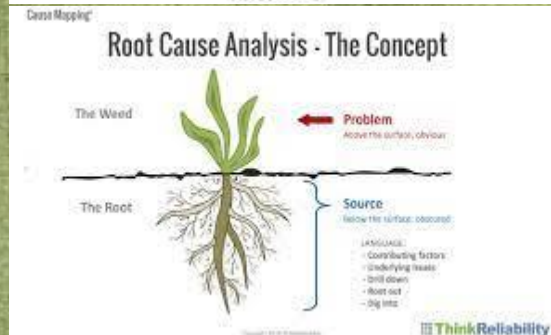 Cause Mapping®
Root Cause Analysis - The Concept
The Weed
Problem
Above the surface, obvious
The Root
Source
Below the surface, obscured
LANGUAGE:
- Contributing factors
- Underlying issues
- Drill down
- Root out
- Dig into
ThinkReliability